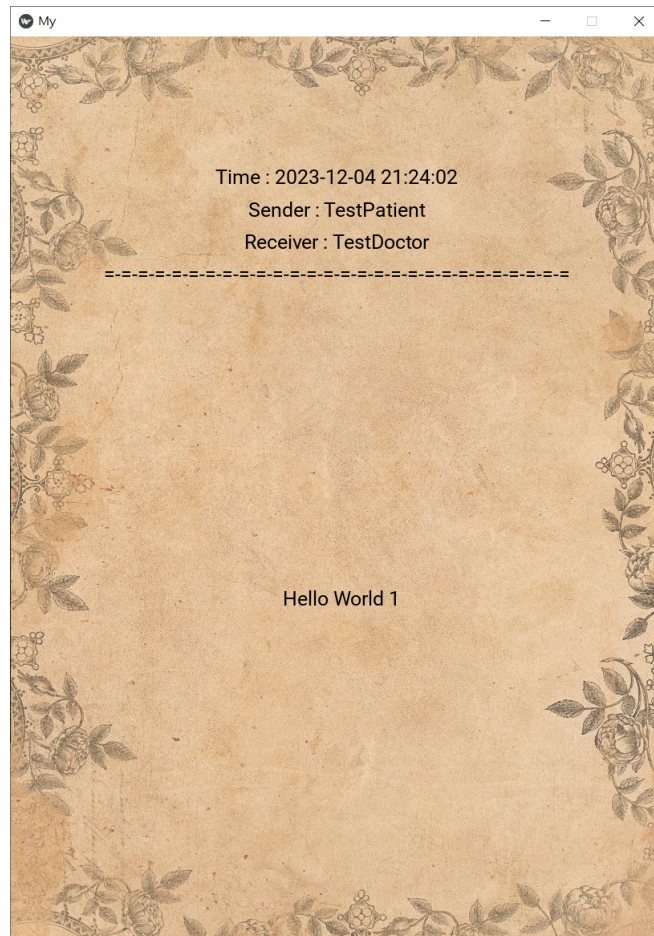 My
Time : 2023-12-04 21:24:02
Sender : TestPatient
Receiver : TestDoctor
=-=-=-=-=-=-=-=-=-=-=-=-=-=-=-=-=-=-=-=-=-=-=-=-=-=-=-=
Hello World 1